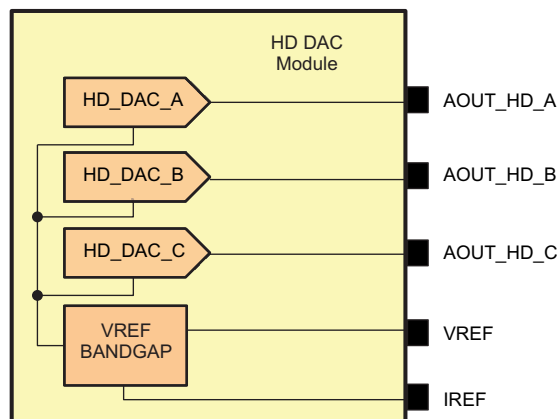 HD DAC
Module
HD_DAC_A
AOUT_HD_A
HD_DAC_B
AOUT_HD_B
HD_DAC_C
AOUT_HD_C
VREF
BANDGAP
VREF
IREF